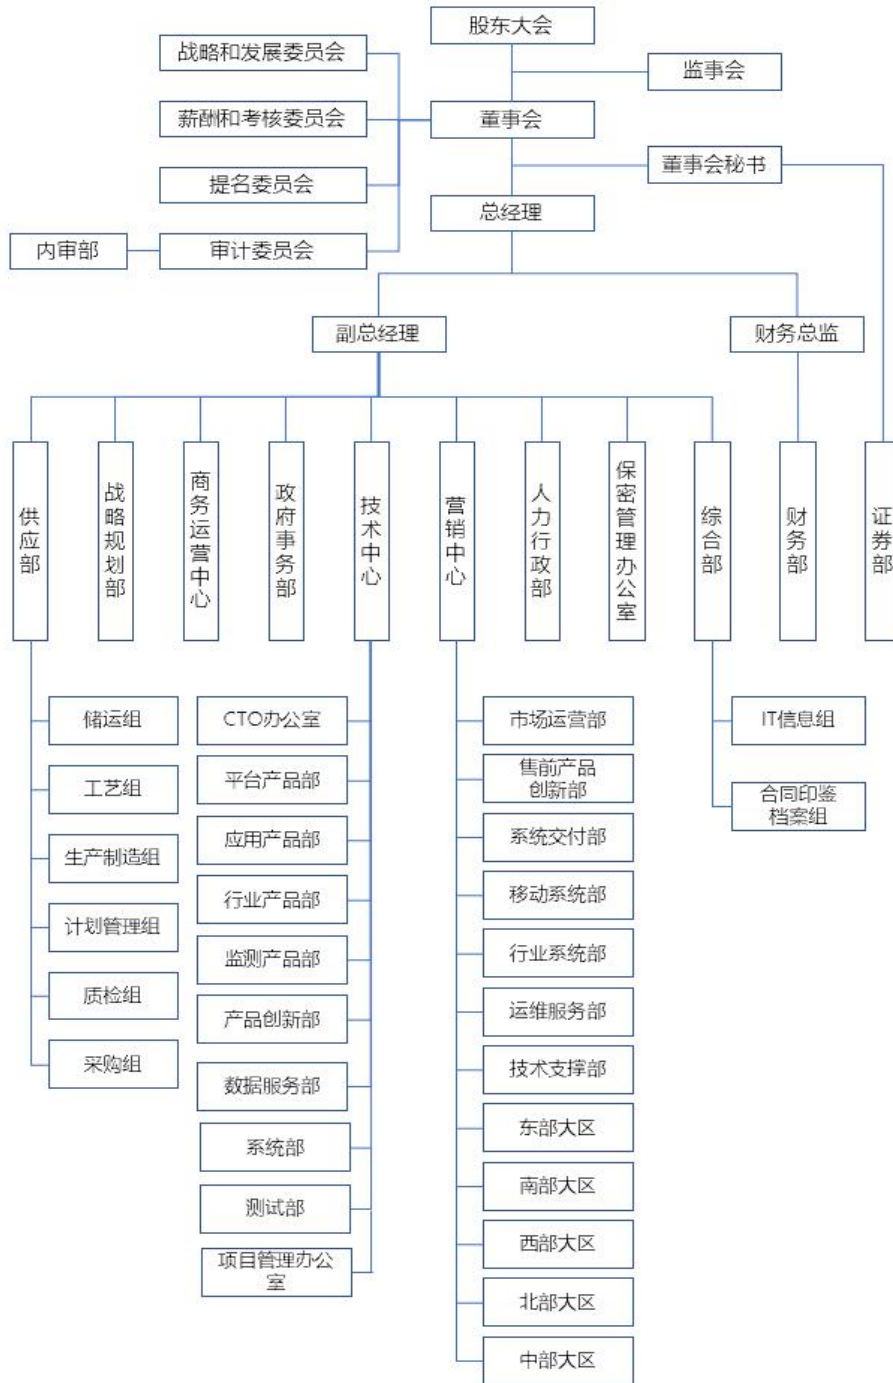 股东大会
战略和发展委员会
监事会
薪酬和考核委员会
董事会
提名委员会
董事会秘书
总经理
内审部
审计委员会
副总经理
财务总监
供应部
战略规划部
商务运营中心
政府事务部
技术中心
营销中心
人力行政部
保密管理办公室
综合部
财务部
证券部
储运组
工艺组
生产制造组
计划管理组
质检组
采购组
CTO办公室
平台产品部
应用产品部
行业产品部
监测产品部
产品创新部
数据服务部
系统部
测试部
项目管理办公
室
市场运营部
售前产品
创新部
系统交付部
移动系统部
行业系统部
运维服务部
技术支撑部
东部大区
南部大区
西部大区
北部大区
中部大区
IT信息组
合同印鉴
档案组